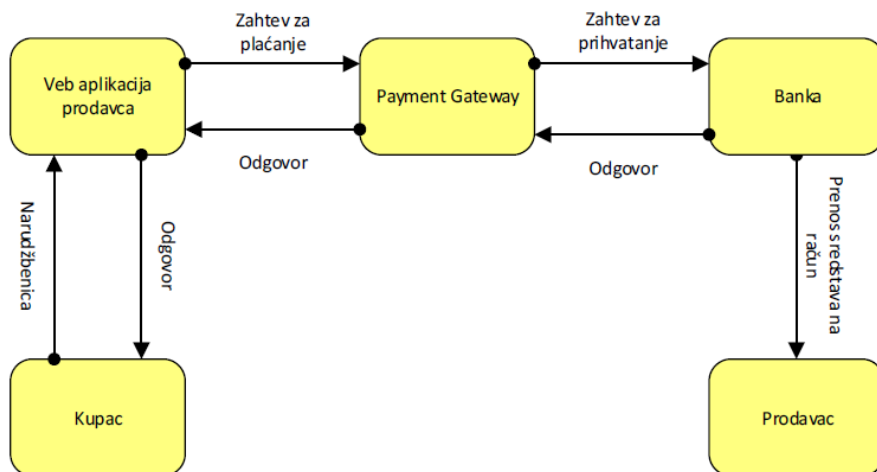 Zahtev za
plaćanje
Zahtev za
prihvatanje
Veb aplikacija
prodavca
Payment Gateway
Banka
Odgovor
Odgovor
Narudžbenica
Odgovor
Prenos sredstava na
račun
Kupac
Prodavac